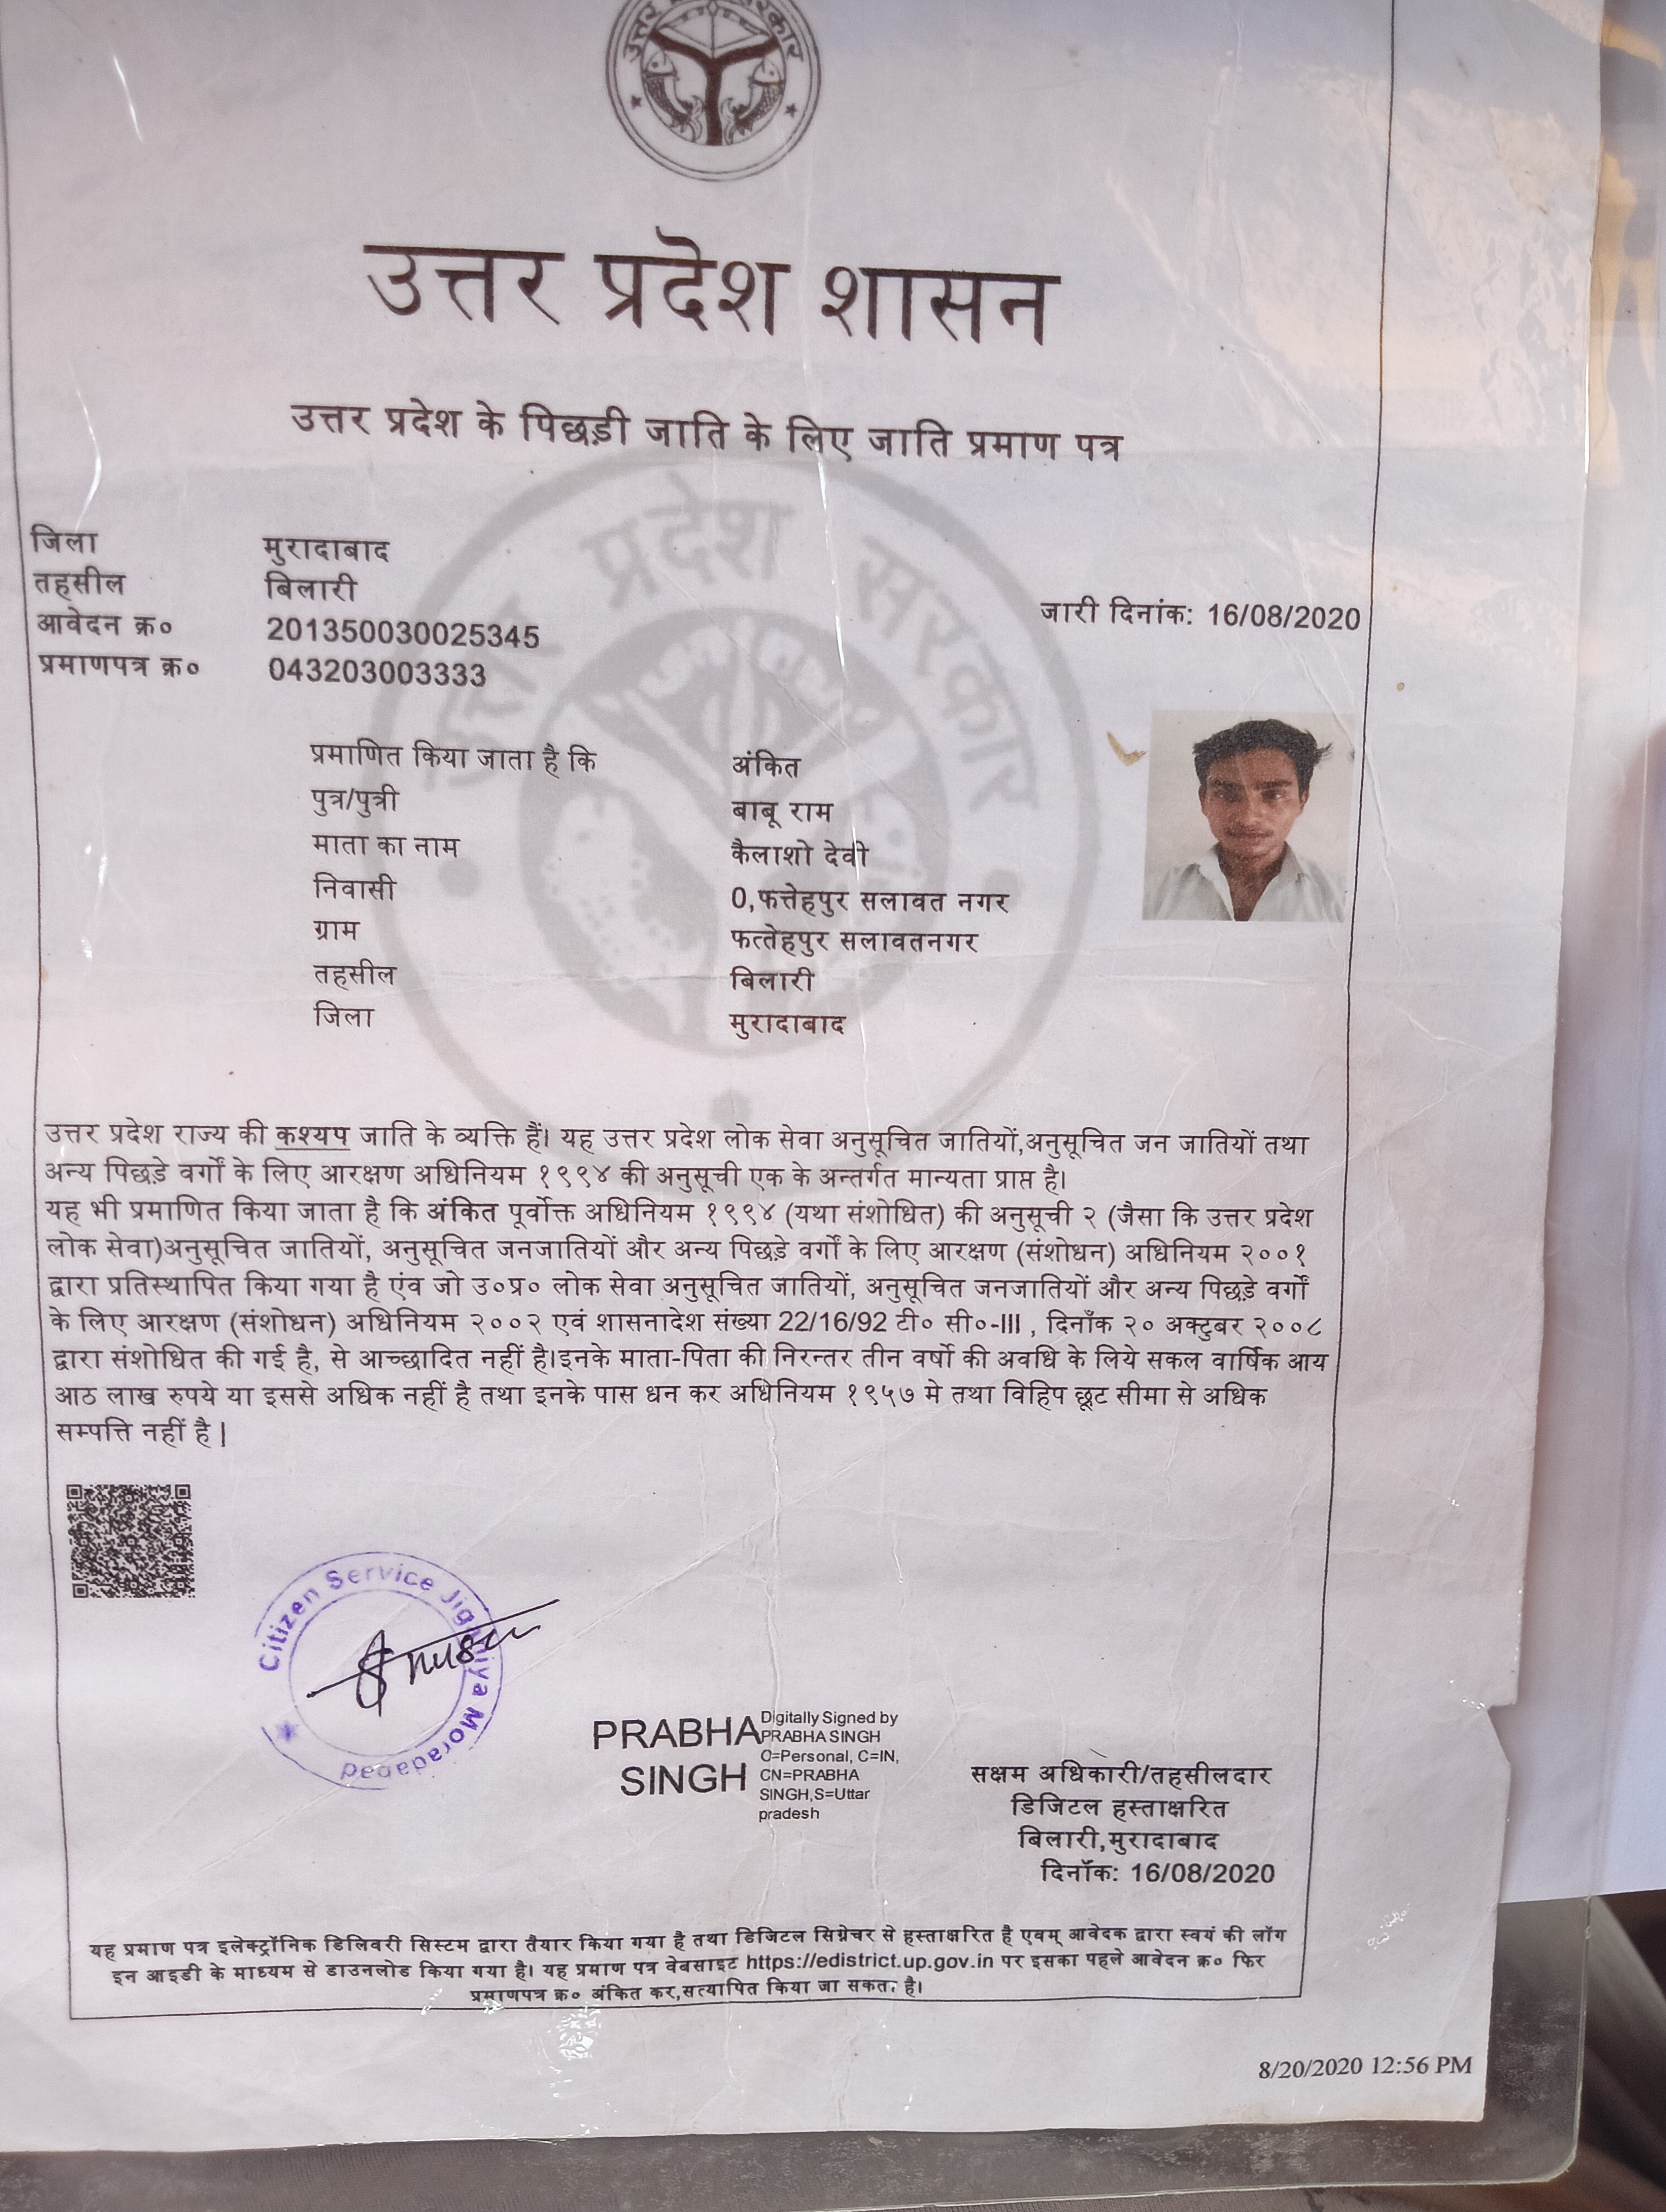 उत्तर प्रदेश सरकार
उत्तर प्रदेश शासन
उत्तर प्रदेश के पिछड़ी जाति के लिए जाति प्रमाण पत्र
जिला मुरादाबाद
तहसील बिलारी
आवेदन क्र० 201350030025345
जारी दिनांक: 16/08/2020
प्रमाणपत्र क्र० 043203003333
प्रमाणित किया जाता है कि अंकित
पुत्र/पुत्री बाबू राम
माता का नाम कैलाशो देवी
निवासी 0,फत्तेहपुर सलावत नगर
ग्राम फत्तेहपुर सलावतनगर
तहसील बिलारी
जिला मुरादाबाद
उत्तर प्रदेश राज्य की कश्यप जाति के व्यक्ति हैं। यह उत्तर प्रदेश लोक सेवा अनुसूचित जातियों,अनुसूचित जन जातियों तथा
अन्य पिछड़े वर्गों के लिए आरक्षण अधिनियम १९९४ की अनुसूची एक के अन्तर्गत मान्यता प्राप्त है।
यह भी प्रमाणित किया जाता है कि अंकित पूर्वोक्त अधिनियम १९९४ (यथा संशोधित) की अनुसूची २ (जैसा कि उत्तर प्रदेश
लोक सेवा)अनुसूचित जातियों, अनुसूचित जनजातियों और अन्य पिछड़े वर्गों के लिए आरक्षण (संशोधन) अधिनियम २००१
द्वारा प्रतिस्थापित किया गया है एंव जो उ०प्र० लोक सेवा अनुसूचित जातियों, अनुसूचित जनजातियों और अन्य पिछड़े वर्गों
के लिए आरक्षण (संशोधन) अधिनियम २००२ एवं शासनादेश संख्या 22/16/92 टी० सी०-III , दिनाँक २० अक्टुबर २००८
द्वारा संशोधित की गई है, से आच्छादित नहीं है।इनके माता-पिता की निरन्तर तीन वर्षो की अवधि के लिये सकल वार्षिक आय
आठ लाख रुपये या इससे अधिक नहीं है तथा इनके पास धन कर अधिनियम १९५७ मे तथा विहिप छूट सीमा से अधिक
सम्पत्ति नहीं है |
Citizen Service Moradabad
PRABHA SINGH
Digitally Signed by
PRABHA SINGH
O=Personal, C=IN,
CN=PRABHA
SINGH,S=Uttar
pradesh
सक्षम अधिकारी/तहसीलदार
डिजिटल हस्ताक्षरित
बिलारी,मुरादाबाद
दिनॉक: 16/08/2020
यह प्रमाण पत्र इलेक्ट्रॉनिक डिलिवरी सिस्टम द्वारा तैयार किया गया है तथा डिजिटल सिग्नेचर से हस्ताक्षरित है एवम् आवेदक द्वारा स्वयं की लॉग
इन आइडी के माध्यम से डाउनलोड किया गया है। यह प्रमाण पत्र वेबसाइट https://edistrict.up.gov.in पर इसका पहले आवेदन क्र० फिर
प्रमाणपत्र क्र० अंकित कर,सत्यापित किया जा सकता है।
8/20/2020 12:56 PM